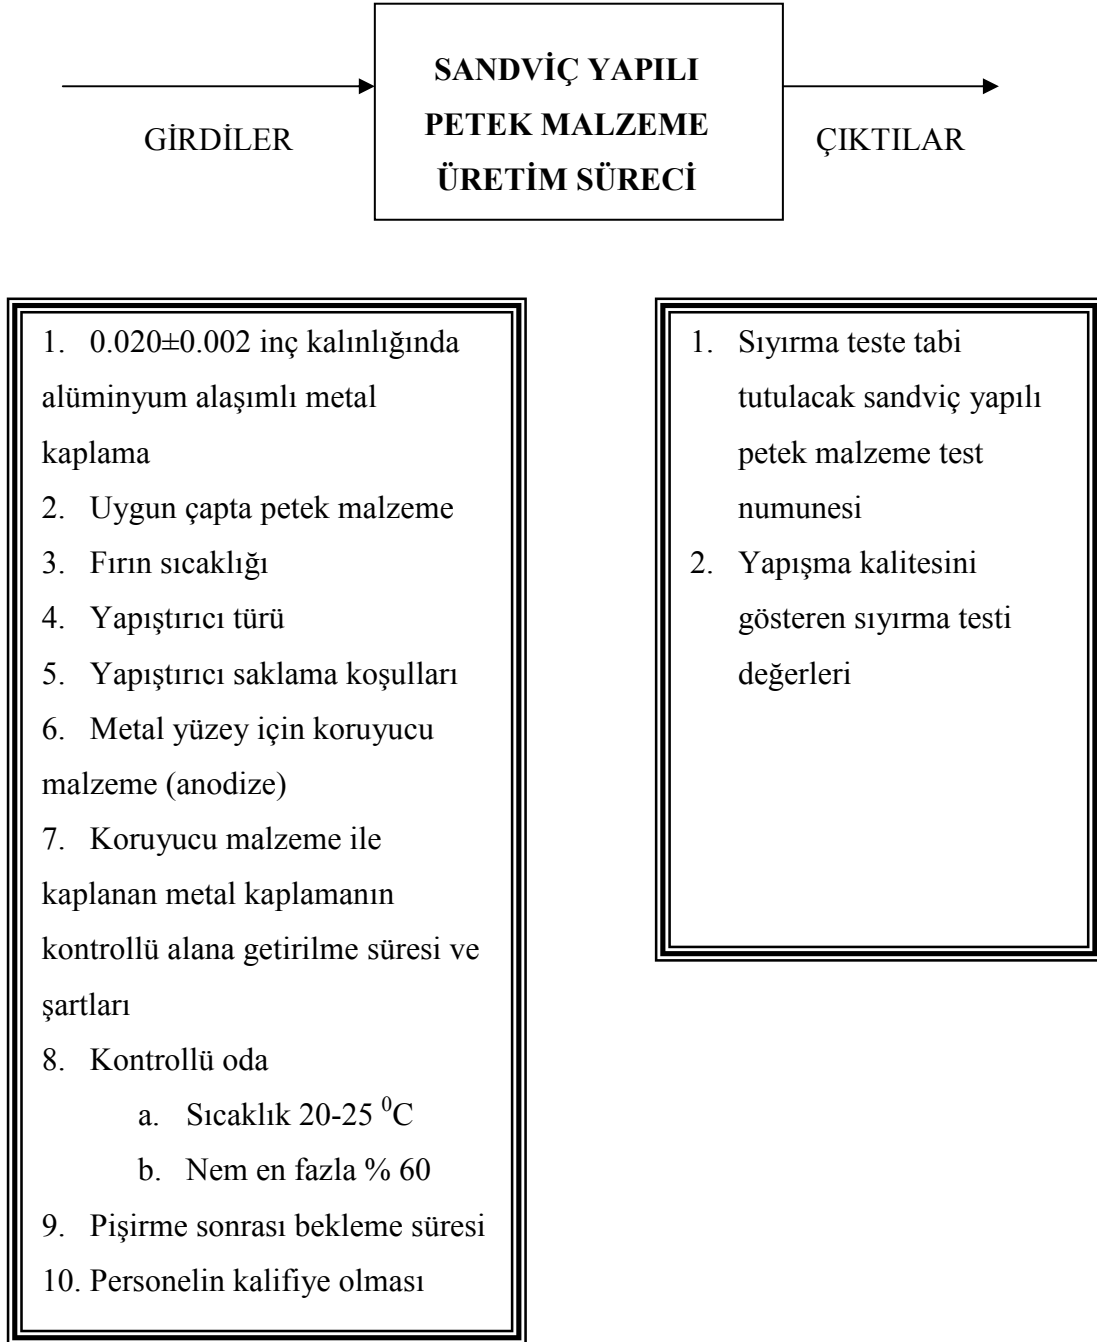 SANDVİÇ YAPILI
PETEK MALZEME
ÜRETİM SÜRECİ
GİRDİLER
ÇIKTILAR
1. 0.020±0.002 inç kalınlığında
alüminyum alaşımlı metal
kaplama
2. Uygun çapta petek malzeme
3. Fırın sıcaklığı
4. Yapıştırıcı türü
5. Yapıştırıcı saklama koşulları
6. Metal yüzey için koruyucu
malzeme (anodize)
7. Koruyucu malzeme ile
kaplanan metal kaplamanın
kontrollü alana getirilme süresi ve
şartları
8. Kontrollü oda
a. Sıcaklık 20-25 ⁰C
b. Nem en fazla % 60
9. Pişirme sonrası bekleme süresi
10. Personelin kalifiye olması
1. Sıyırma teste tabi
tutulacak sandviç yapılı
petek malzeme test
numunesi
2. Yapışma kalitesini
gösteren sıyırma testi
değerleri